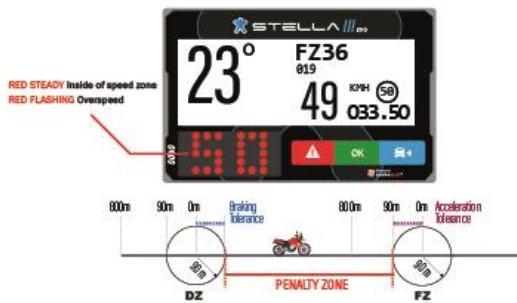 STELLA III evo
23°
FZ36
019
49 KMH 50
033.50
RED STEADY Inside of speed zone
RED FLASHING Overspeed
50
OK
800m 90m 0m Braking Tolerance 800m 90m 0m Acceleration Tolerance
90 m
90 m
PENALTY ZONE
DZ
FZ